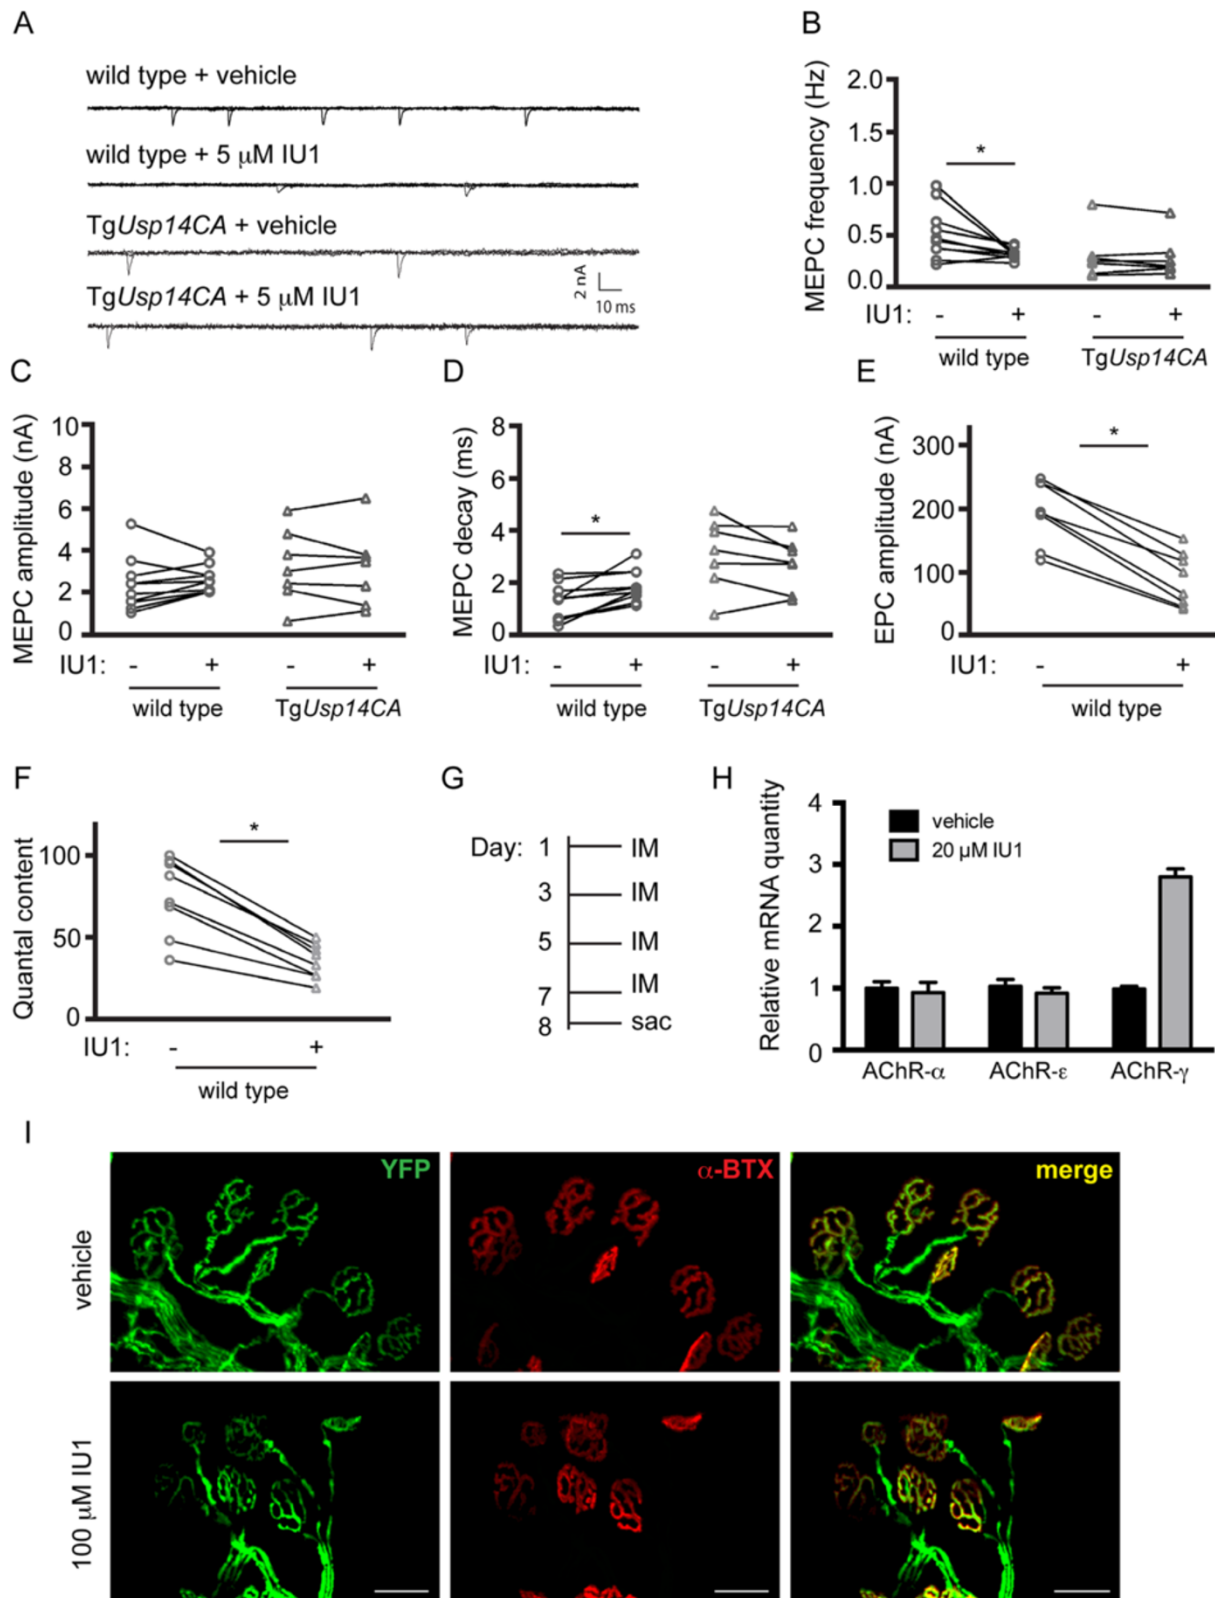 A
wild type + vehicle
wild type + 5 μM IU1
TgUsp14CA + vehicle
TgUsp14CA + 5 μM IU1
2 nA
10 ms
B
MEPC frequency (Hz)
2.0
1.5
1.0
0.5
0.0
IU1: - + - +
wild type TgUsp14CA
C
MEPC amplitude (nA)
10
8
6
4
2
0
IU1: - + - +
wild type TgUsp14CA
D
MEPC decay (ms)
8
6
4
2
0
*
IU1: - + - +
wild type TgUsp14CA
E
EPC amplitude (nA)
300
200
100
0
*
IU1: - +
wild type
F
Quantal content
100
50
0
*
IU1: - +
wild type
G
Day: 1 IM
3 IM
5 IM
7 IM
8 sac
H
Relative mRNA quantity
4
3
2
1
0
vehicle
20 μM IU1
AChR-α AChR-ε AChR-γ
I
YFP α-BTX merge
vehicle
100 μM IU1